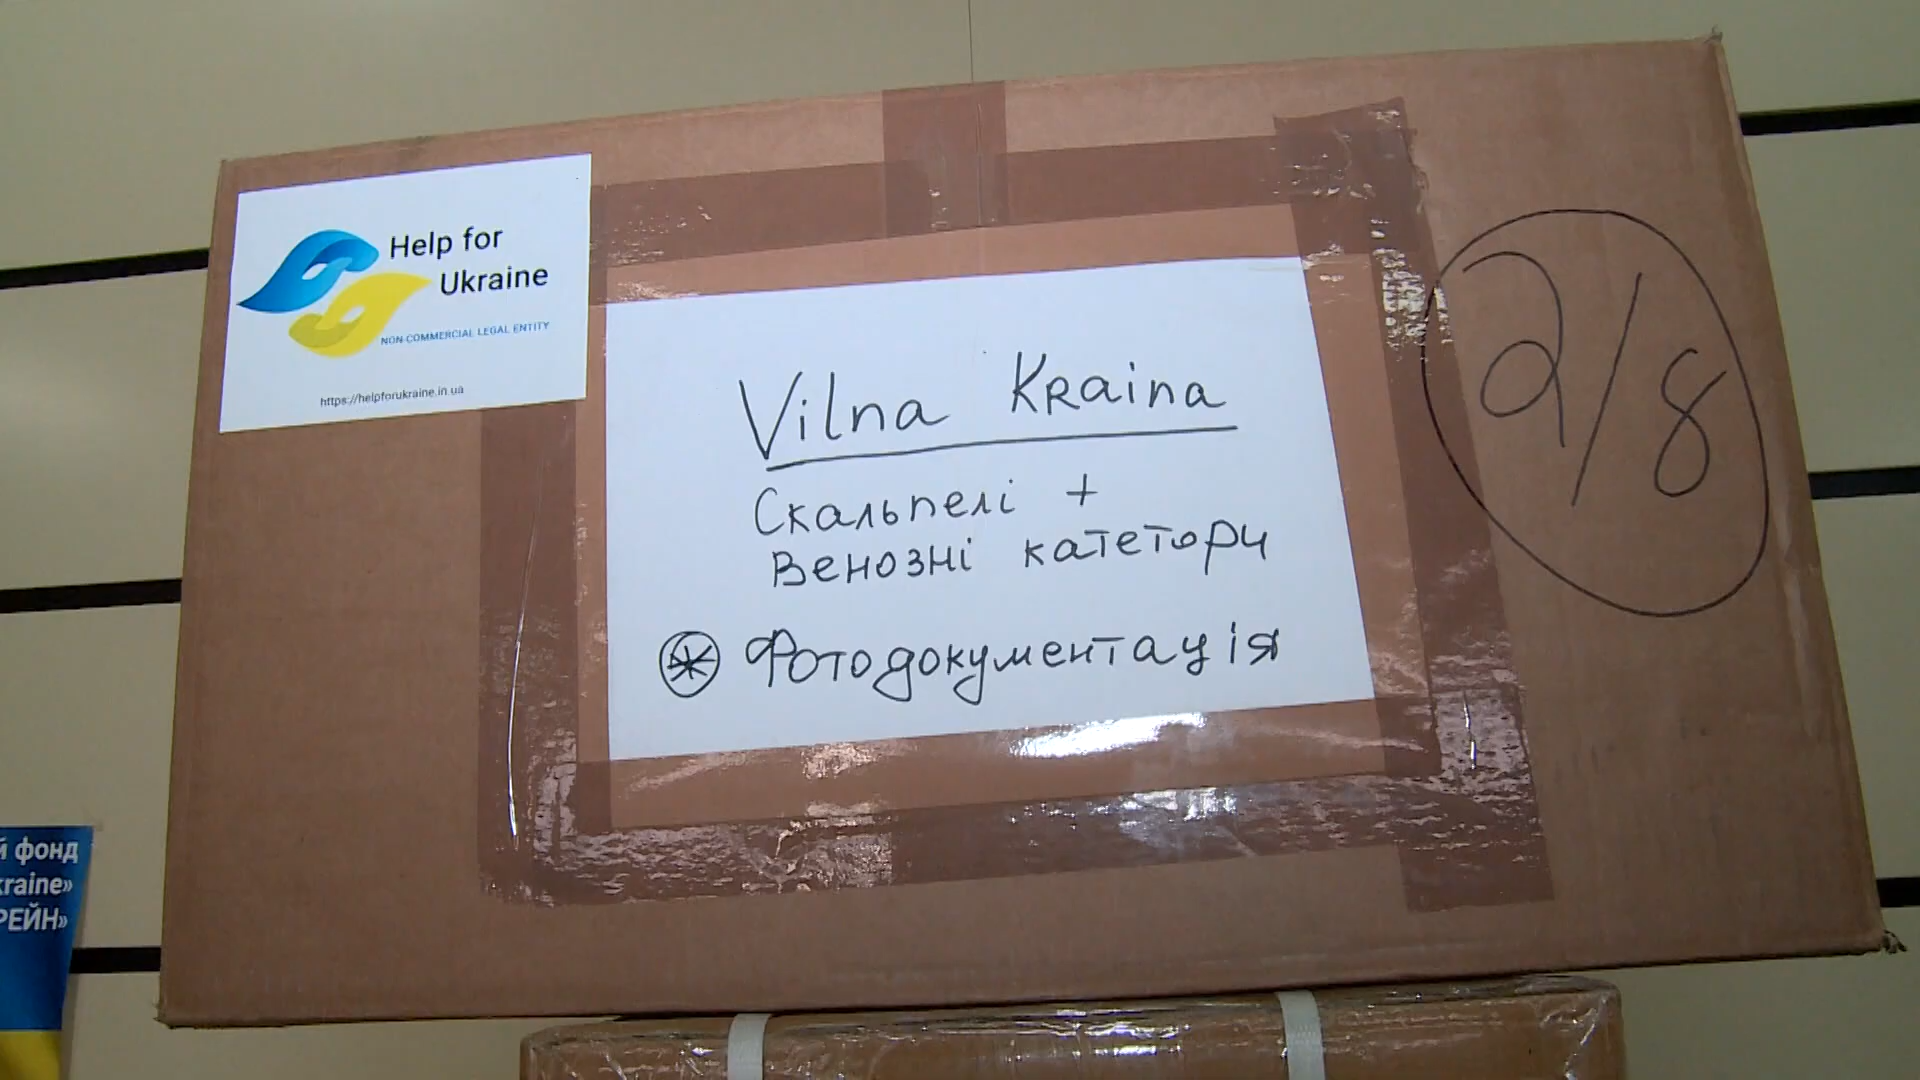 Help for
Ukraine
NON-COMMERCIAL LEGAL ENTITY
https://helpforukraine.in.ua
Vilna Kraina
Скальпелі +
Венозні катетори
Фотодокументація
2/8
й фонд
kraine»
РЕЙН»